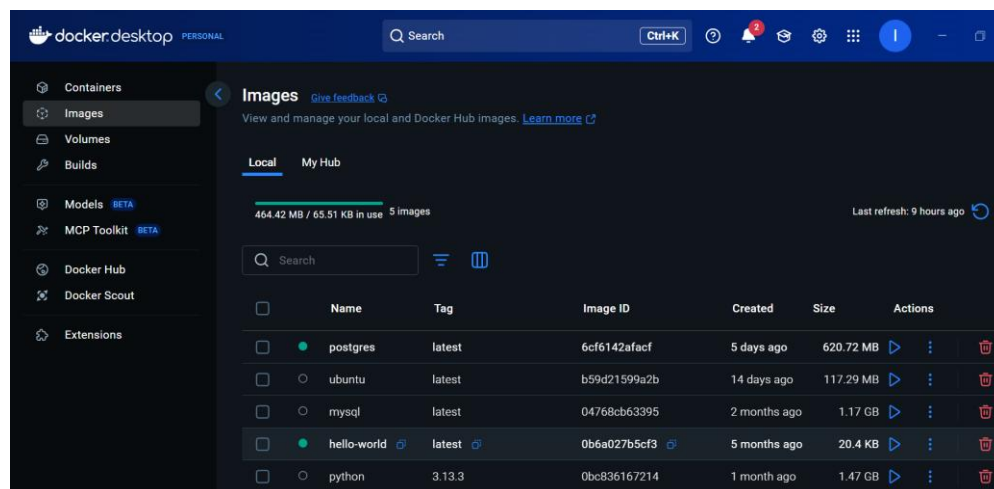 docker.desktop PERSONAL Search Ctrl+K 2 I
Containers
Images
Volumes
Builds
Models BETA
MCP Toolkit BETA
Docker Hub
Docker Scout
Extensions
Images Give feedback
View and manage your local and Docker Hub images. Learn more
Local My Hub
464.42 MB / 65.51 KB in use 5 images Last refresh: 9 hours ago
Search
Name Tag Image ID Created Size Actions
postgres latest 6cf6142afacf 5 days ago 620.72 MB
ubuntu latest b59d21599a2b 14 days ago 117.29 MB
mysql latest 04768cb63395 2 months ago 1.17 GB
hello-world latest 0b6a027b5cf3 5 months ago 20.4 KB
python 3.13.3 0bc836167214 1 month ago 1.47 GB